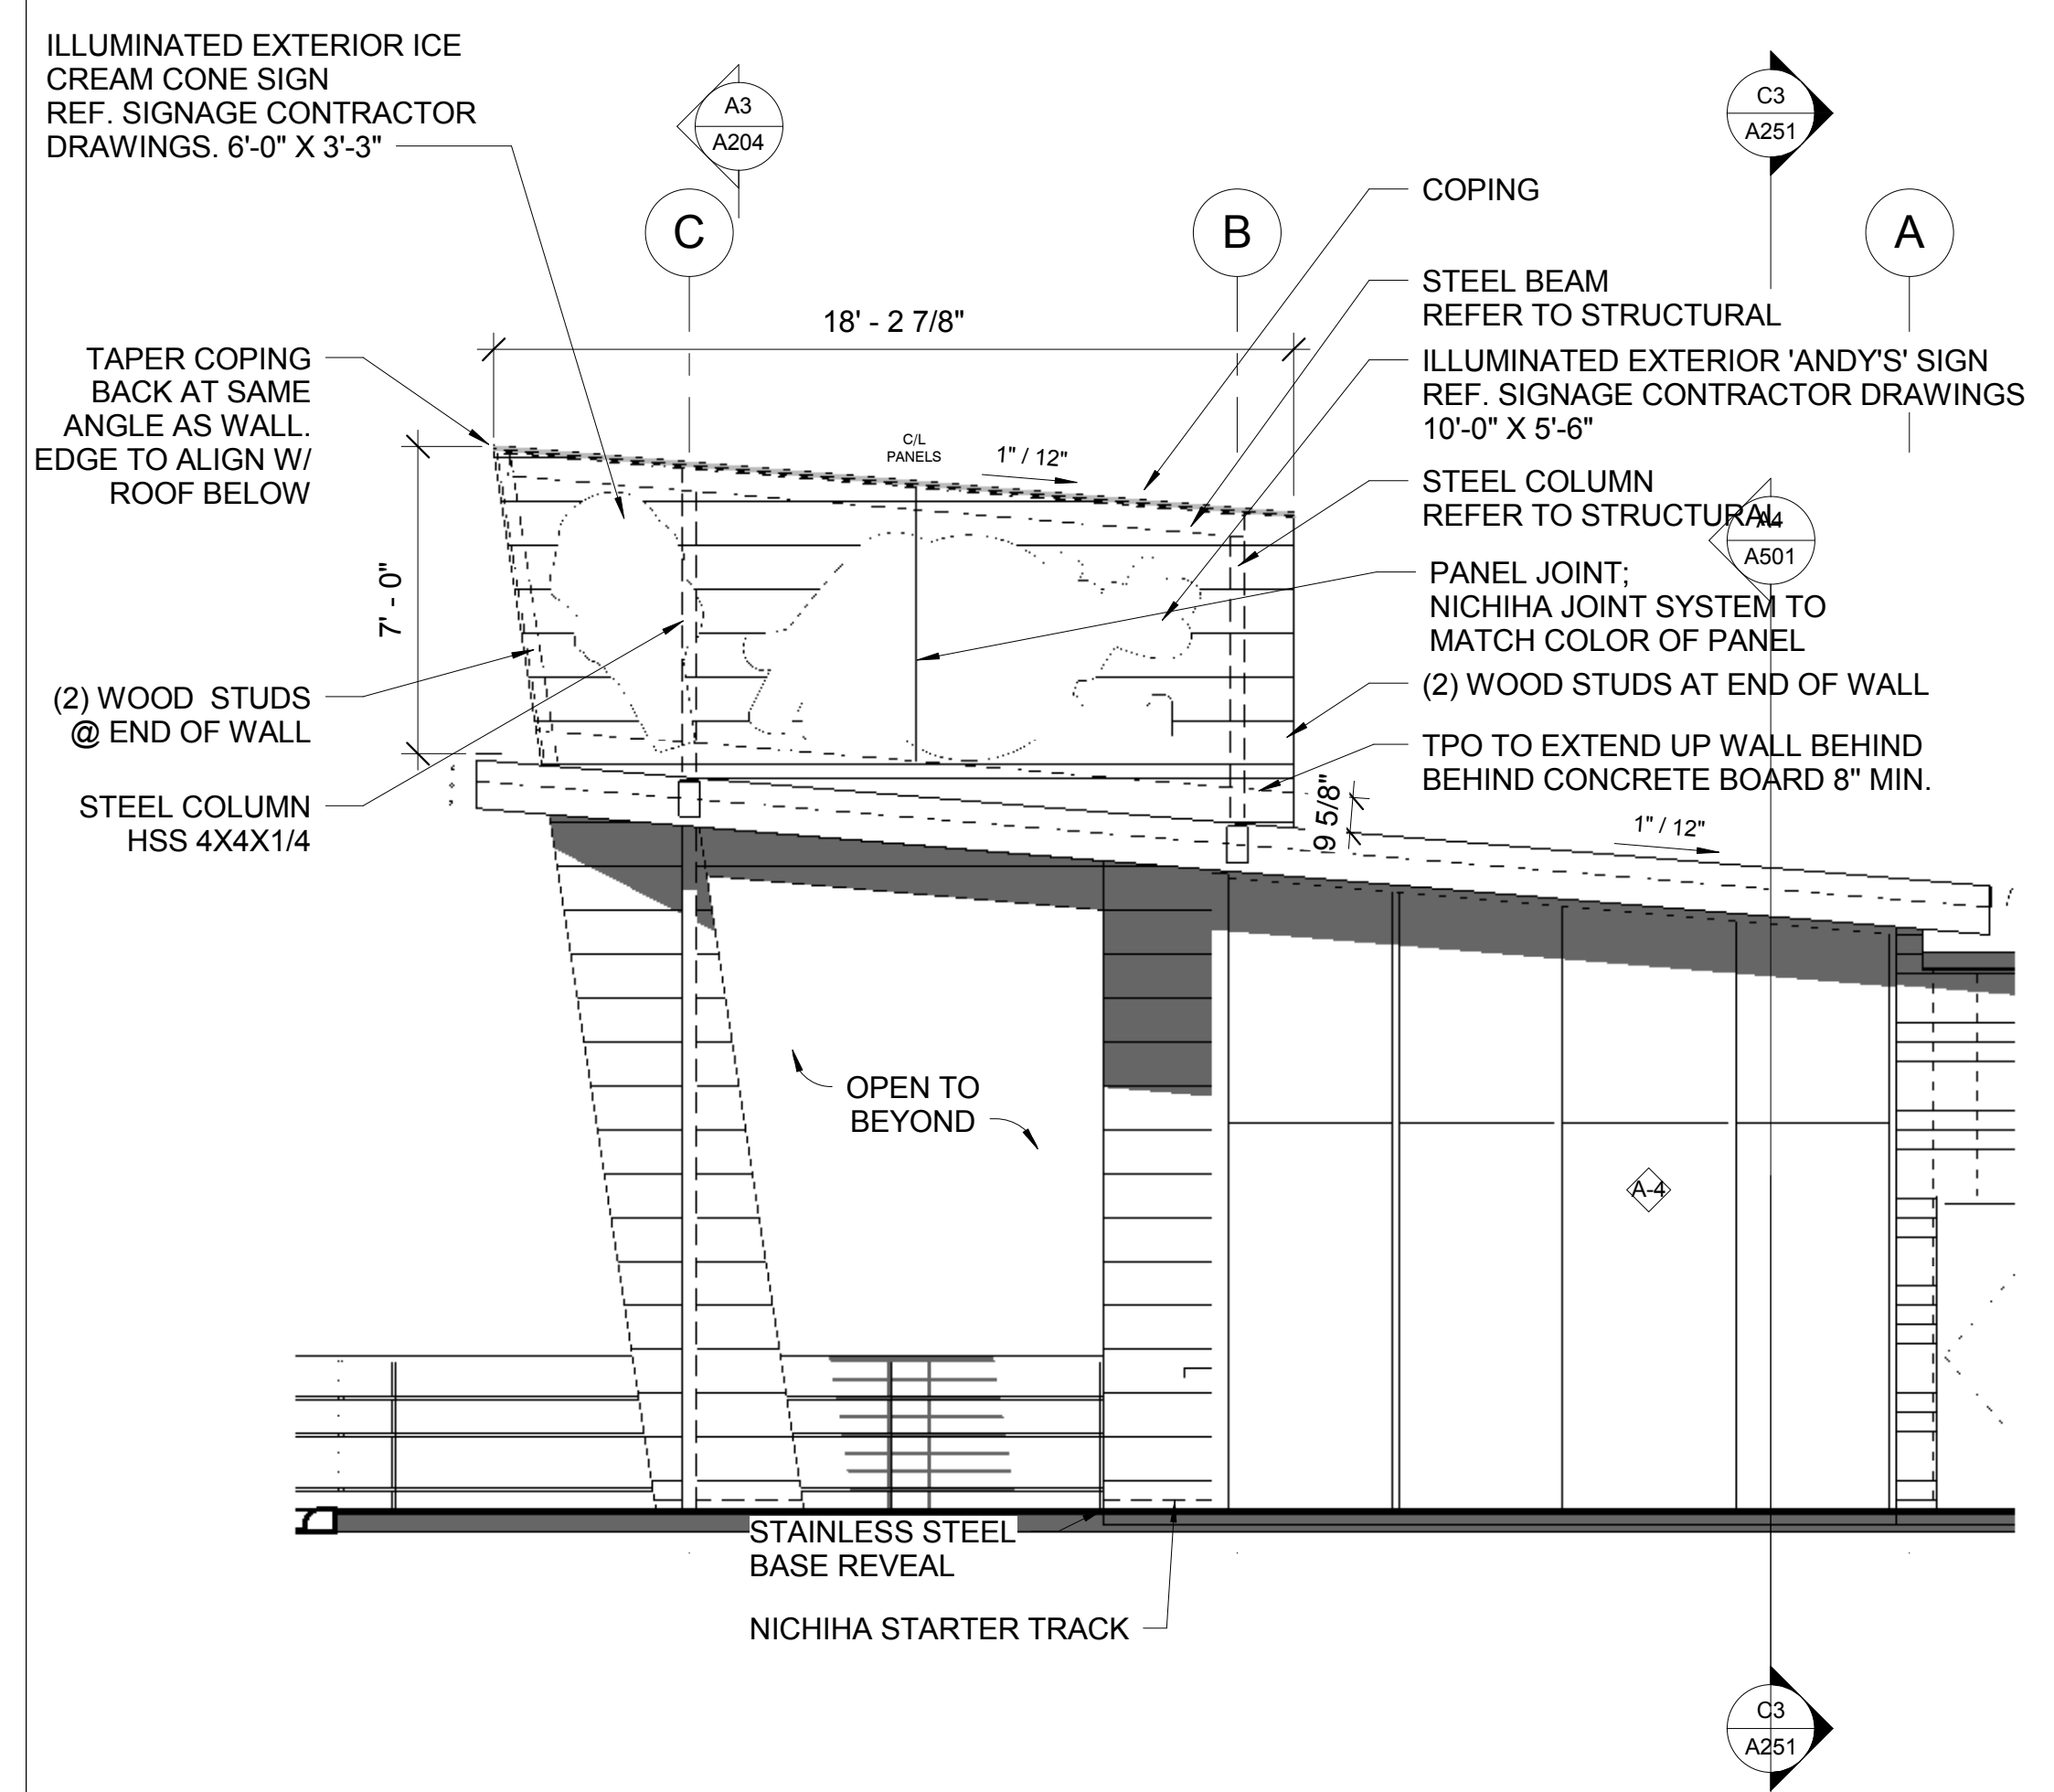 ILLUMINATED EXTERIOR ICE
CREAM CONE SIGN
REF. SIGNAGE CONTRACTOR
DRAWINGS. 6'-0" X 3'-3"
A3
A204
C3
A251
C
B
A
COPING
STEEL BEAM
REFER TO STRUCTURAL
18' - 2 7/8"
ILLUMINATED EXTERIOR 'ANDY'S' SIGN
REF. SIGNAGE CONTRACTOR DRAWINGS
10'-0" X 5'-6"
TAPER COPING
BACK AT SAME
ANGLE AS WALL.
EDGE TO ALIGN W/
ROOF BELOW
C/L
PANELS
1" / 12"
STEEL COLUMN
REFER TO STRUCTURAL
A4
A501
7' - 0"
PANEL JOINT;
NICHIHA JOINT SYSTEM TO
MATCH COLOR OF PANEL
(2) WOOD STUDS
@ END OF WALL
(2) WOOD STUDS AT END OF WALL
TPO TO EXTEND UP WALL BEHIND
BEHIND CONCRETE BOARD 8" MIN.
STEEL COLUMN
HSS 4X4X1/4
9 5/8"
1" / 12"
OPEN TO
BEYOND
A-4
STAINLESS STEEL
BASE REVEAL
NICHIHA STARTER TRACK
C3
A251